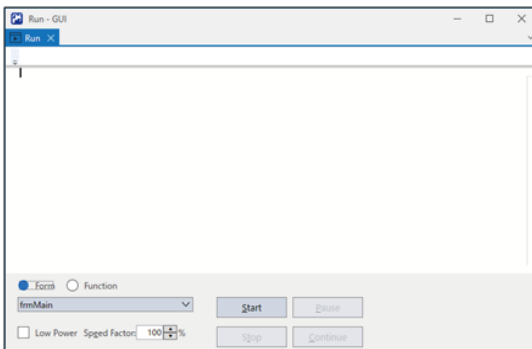 Run - GUI
Run
Form Function
frmMain
Start Pause
Low Power Speed Factor: 100 %
Stop Continue